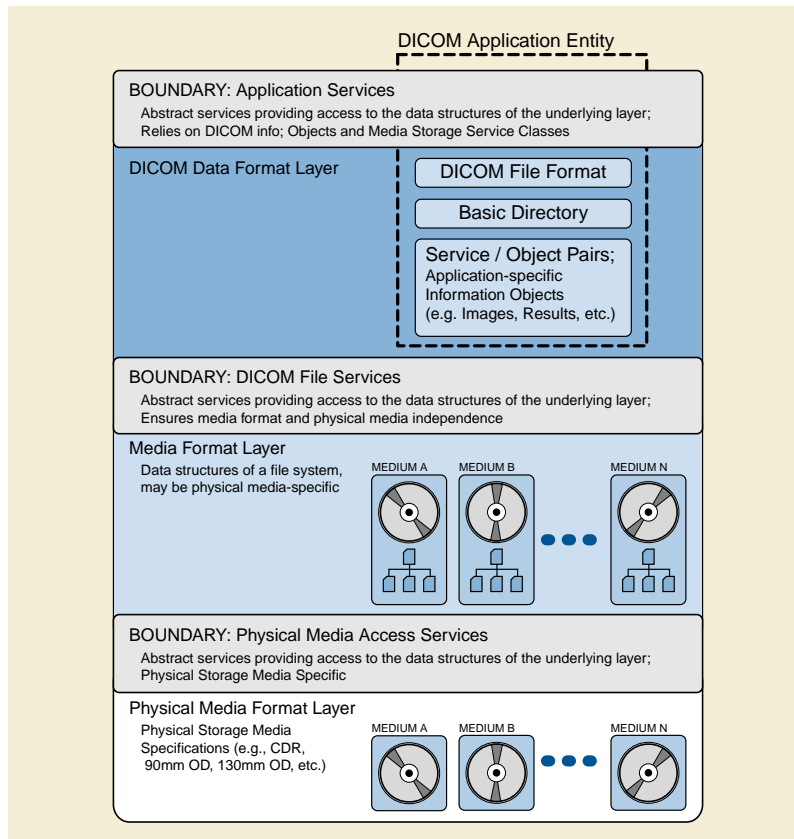 DICOM Application Entity
BOUNDARY: Application Services
Abstract services providing access to the data structures of the underlying layer;
Relies on DICOM info; Objects and Media Storage Service Classes
DICOM Data Format Layer
DICOM File Format
Basic Directory
Service / Object Pairs;
Application-specific
Information Objects
(e.g. Images, Results, etc.)
BOUNDARY: DICOM File Services
Abstract services providing access to the data structures of the underlying layer;
Ensures media format and physical media independence
Media Format Layer
Data structures of a file system,
may be physical media-specific
MEDIUM A
MEDIUM B
MEDIUM N
BOUNDARY: Physical Media Access Services
Abstract services providing access to the data structures of the underlying layer;
Physical Storage Media Specific
Physical Media Format Layer
Physical Storage Media
Specifications (e.g., CDR,
90mm OD, 130mm OD, etc.)
MEDIUM A
MEDIUM B
MEDIUM N